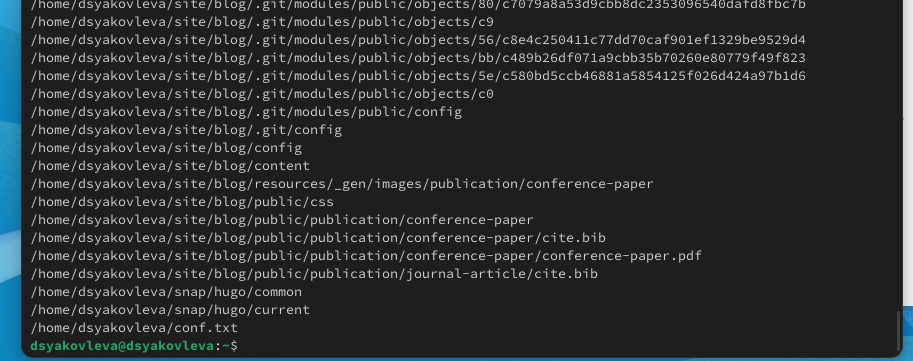 /home/dsyakovleva/site/blog/.git/modules/public/objects/80/c7079a8a53d9cbb8dc2353096540dafd8fbc7b
/home/dsyakovleva/site/blog/.git/modules/public/objects/c9
/home/dsyakovleva/site/blog/.git/modules/public/objects/56/c8e4c250411c77dd70caf901ef1329be9529d4
/home/dsyakovleva/site/blog/.git/modules/public/objects/bb/c489b26df071a9cbb35b70260e80779f49f823
/home/dsyakovleva/site/blog/.git/modules/public/objects/5e/c580bd5ccb46881a5854125f026d424a97b1d6
/home/dsyakovleva/site/blog/.git/modules/public/objects/c0
/home/dsyakovleva/site/blog/.git/modules/public/config
/home/dsyakovleva/site/blog/.git/config
/home/dsyakovleva/site/blog/config
/home/dsyakovleva/site/blog/content
/home/dsyakovleva/site/blog/resources/_gen/images/publication/conference-paper
/home/dsyakovleva/site/blog/public/css
/home/dsyakovleva/site/blog/public/publication/conference-paper
/home/dsyakovleva/site/blog/public/publication/conference-paper/cite.bib
/home/dsyakovleva/site/blog/public/publication/conference-paper/conference-paper.pdf
/home/dsyakovleva/site/blog/public/publication/journal-article/cite.bib
/home/dsyakovleva/snap/hugo/common
/home/dsyakovleva/snap/hugo/current
/home/dsyakovleva/conf.txt
dsyakovleva@dsyakovleva:~$